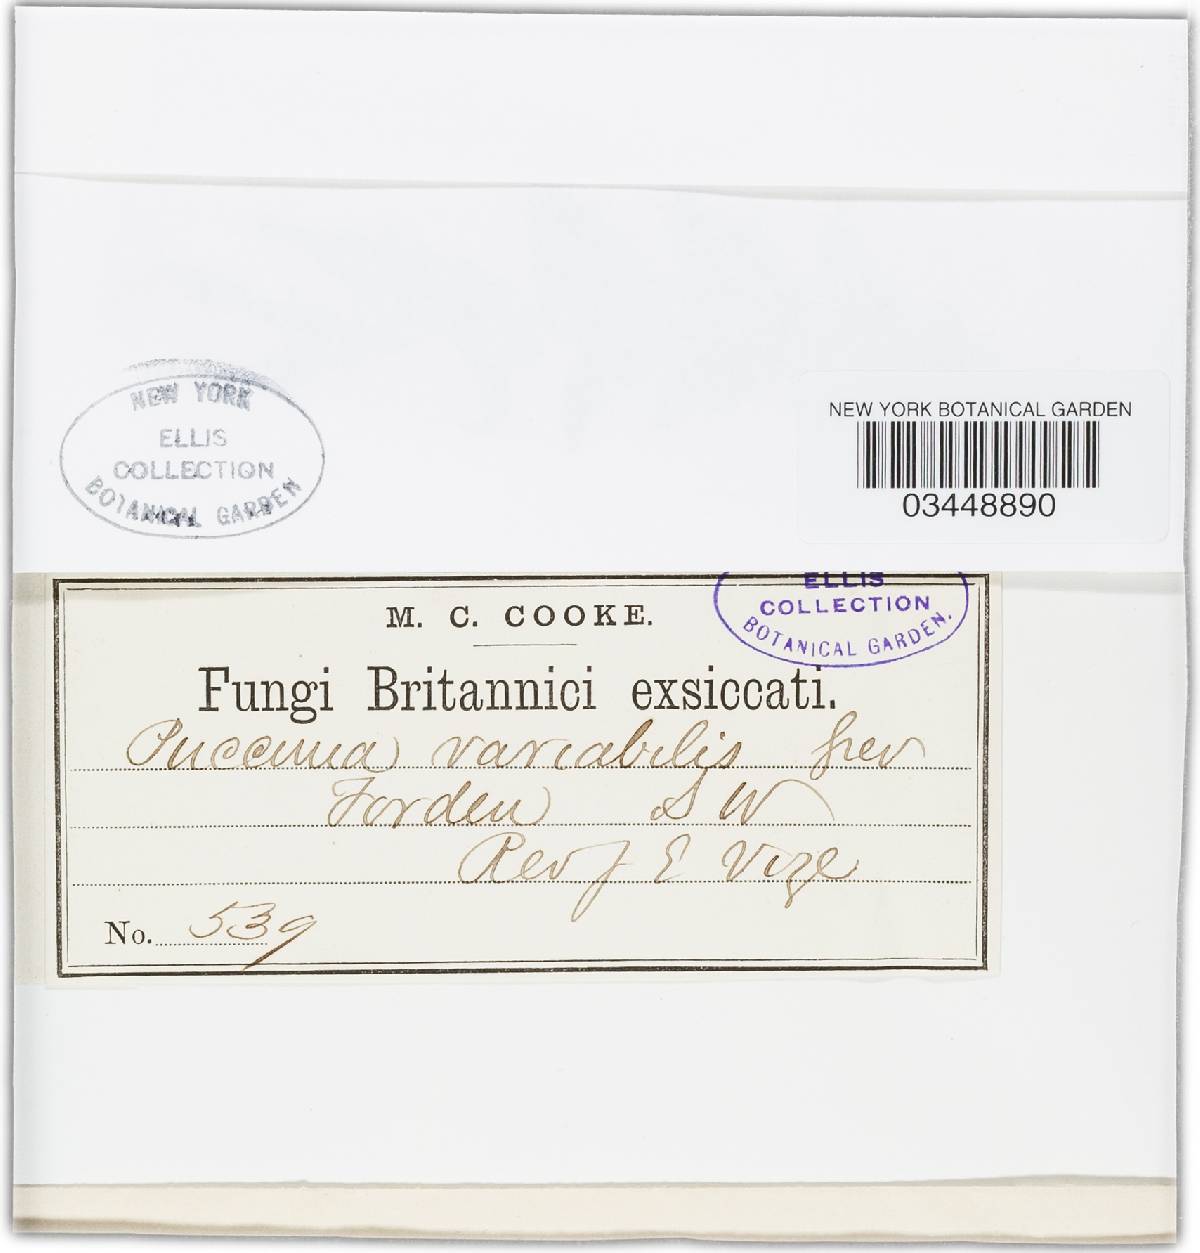 NEW YORK
ELLIS
COLLECTION
BOTANICAL GARDEN
NEW YORK BOTANICAL GARDEN
03448890
ELLIS
COLLECTION
BOTANICAL GARDEN.
M. C. COOKE.
Fungi Britannici exsiccati.
Puccinia variabilis Grev
Forden S W
Rev J E Vize
No. 539